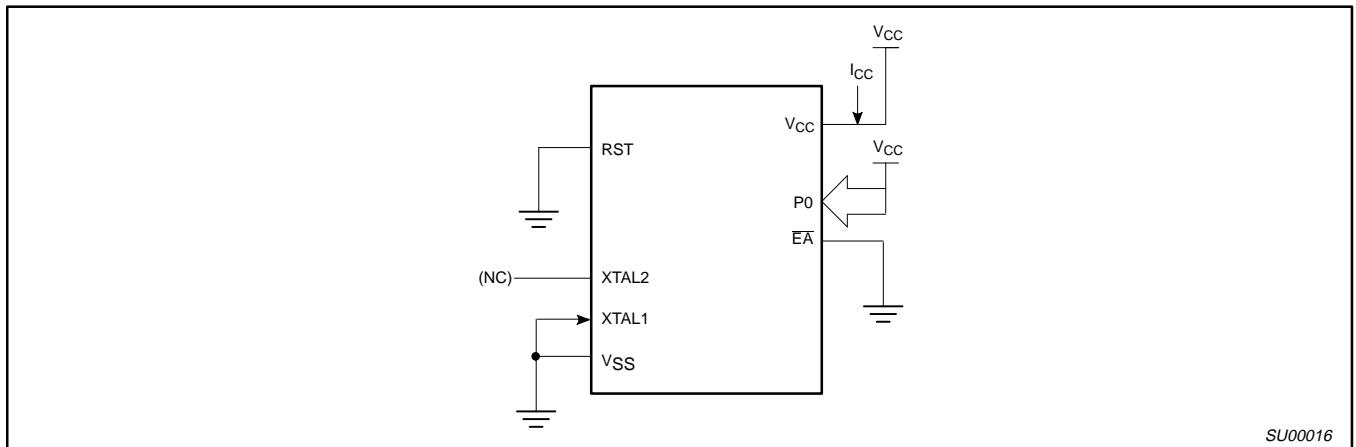 VCC
ICC
VCC
RST
VCC
P0
EA
(NC)
XTAL2
XTAL1
VSS
SU00016